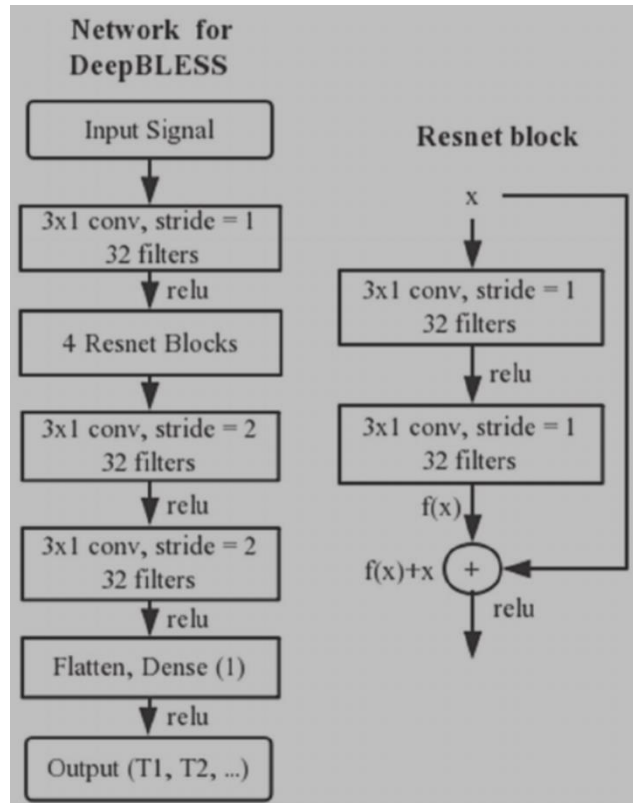 Network for
DeepBLESS
Input Signal
3x1 conv, stride = 1
32 filters
relu
4 Resnet Blocks
3x1 conv, stride = 2
32 filters
relu
3x1 conv, stride = 2
32 filters
relu
Flatten, Dense (1)
relu
Output (T1, T2, ...)
Resnet block
x
3x1 conv, stride = 1
32 filters
relu
3x1 conv, stride = 1
32 filters
f(x)
f(x)+x
+
relu